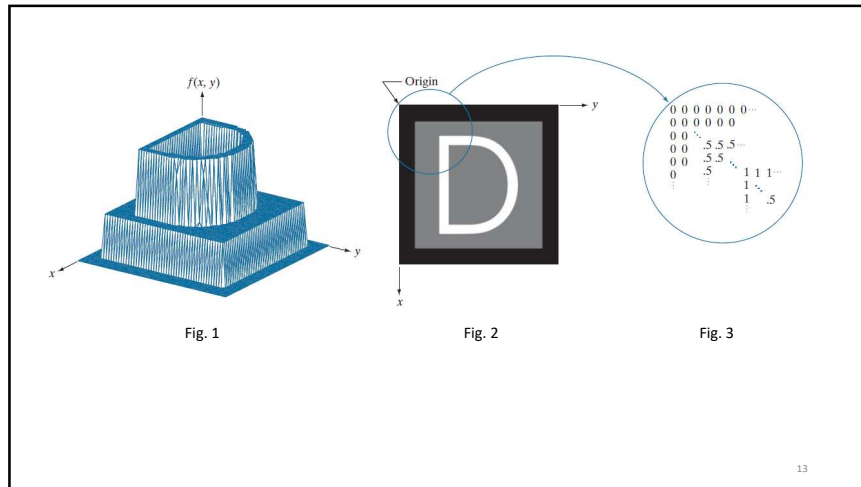 f(x, y)
x
y
Fig. 1
Origin
y
x
Fig. 2
0 0 0 0 0 0 0 ···
0 0 0 0 0 0
0 0 ⋱
0 0 .5 .5 .5 ···
0 0 .5 .5 ⋱
0 .5 1 1 1 ···
⋮ ⋮ 1 ⋱
1 .5
⋮
Fig. 3
13